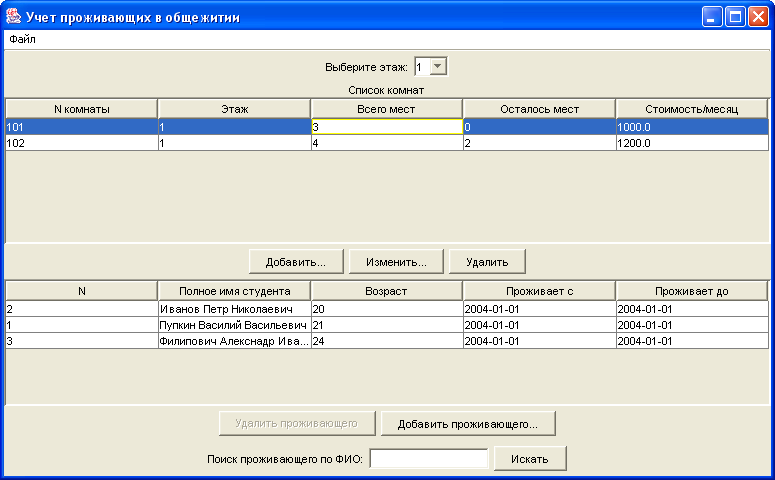 Учет проживающих в общежитии
Файл
Выберите этаж: 1
Список комнат
N комнаты Этаж Всего мест Осталось мест Стоимость/месяц
101 1 3 0 1000.0
102 1 4 2 1200.0
Добавить... Изменить... Удалить
N Полное имя студента Возраст Проживает с Проживает до
2 Иванов Петр Николаевич 20 2004-01-01 2004-01-01
1 Пупкин Василий Васильевич 21 2004-01-01 2004-01-01
3 Филипович Алекснадр Ива... 24 2004-01-01 2004-01-01
Удалить проживающего Добавить проживающего...
Поиск проживающего по ФИО: Искать